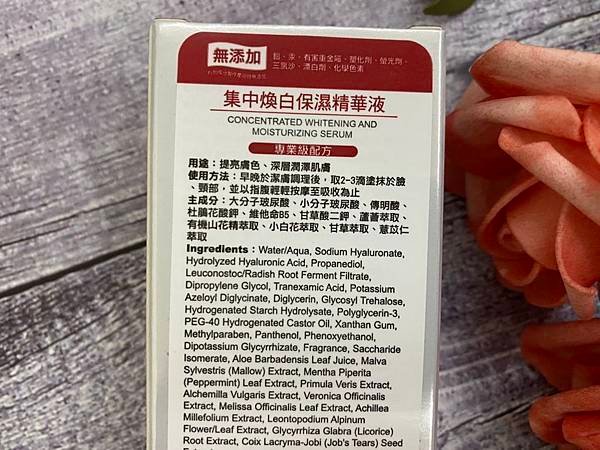 無添加
鉛、汞、有害重金屬、塑化劑、螢光劑、
三氯沙、漂白劑、化學色素
集中煥白保濕精華液
CONCENTRATED WHITENING AND
MOISTURIZING SERUM
專業級配方
用途：提亮膚色、深層潤澤肌膚
使用方法：早晚於潔膚調理後，取2-3滴塗抹於臉
、頸部，並以指腹輕輕按摩至吸收為止
主成分：大分子玻尿酸、小分子玻尿酸、傳明酸、
杜鵑花酸鉀、維他命B5、甘草酸二鉀、蘆薈萃取、
有機山花精萃取、小白花萃取、甘草萃取、薏苡仁
萃取
Ingredients：Water/Aqua, Sodium Hyaluronate,
Hydrolyzed Hyaluronic Acid, Propanediol,
Leuconostoc/Radish Root Ferment Filtrate,
Dipropylene Glycol, Tranexamic Acid, Potassium
Azeloyl Diglycinate, Diglycerin, Glycosyl Trehalose,
Hydrogenated Starch Hydrolysate, Polyglycerin-3,
PEG-40 Hydrogenated Castor Oil, Xanthan Gum,
Methylparaben, Panthenol, Phenoxyethanol,
Dipotassium Glycyrrhizate, Fragrance, Saccharide
Isomerate, Aloe Barbadensis Leaf Juice, Malva
Sylvestris (Mallow) Extract, Mentha Piperita
(Peppermint) Leaf Extract, Primula Veris Extract,
Alchemilla Vulgaris Extract, Veronica Officinalis
Extract, Melissa Officinalis Leaf Extract, Achillea
Millefolium Extract, Leontopodium Alpinum
Flower/Leaf Extract, Glycyrrhiza Glabra (Licorice)
Root Extract, Coix Lacryma-Jobi (Job's Tears) Seed